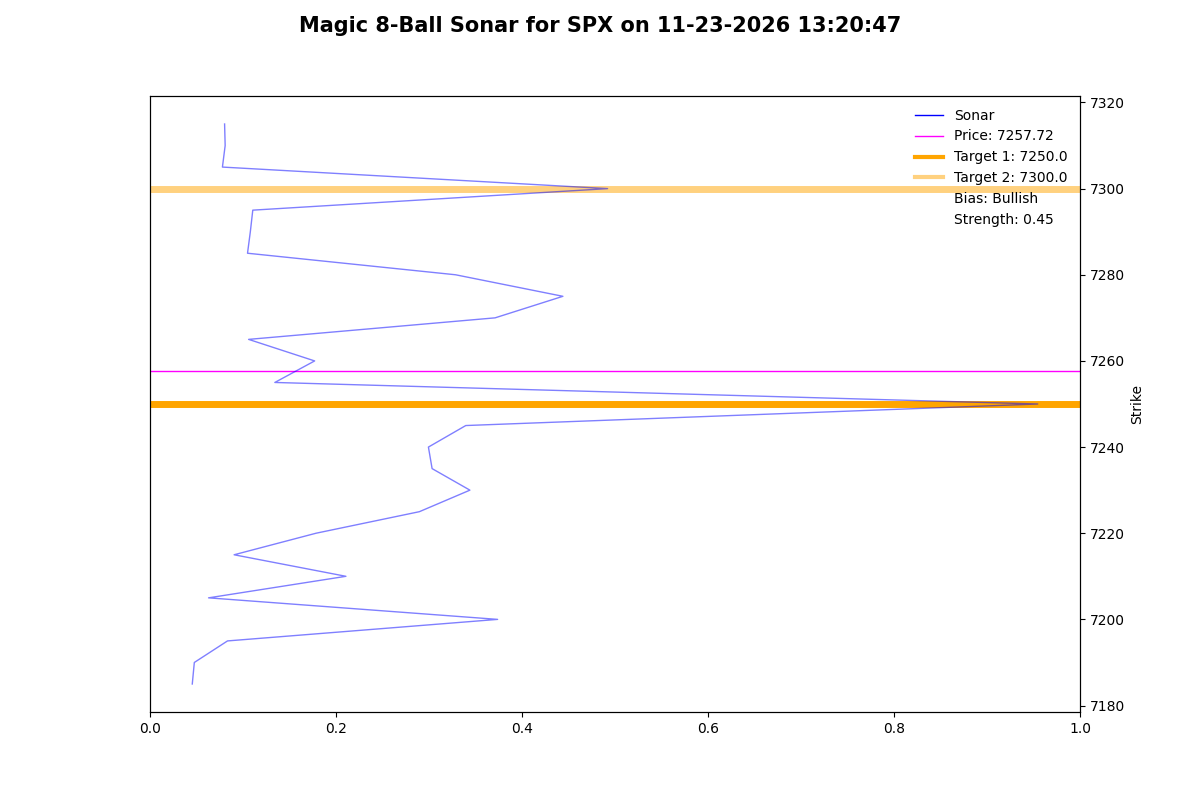 Magic 8-Ball Sonar for SPX on 11-23-2026 13:20:47
Sonar
Price: 7257.72
Target 1: 7250.0
Target 2: 7300.0
Bias: Bullish
Strength: 0.45
7320
7300
7280
7260
7240
7220
7200
7180
Strike
0.0 0.2 0.4 0.6 0.8 1.0